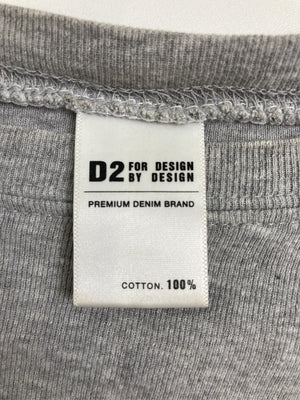 D2 FOR DESIGN
BY DESIGN
PREMIUM DENIM BRAND
COTTON. 100%